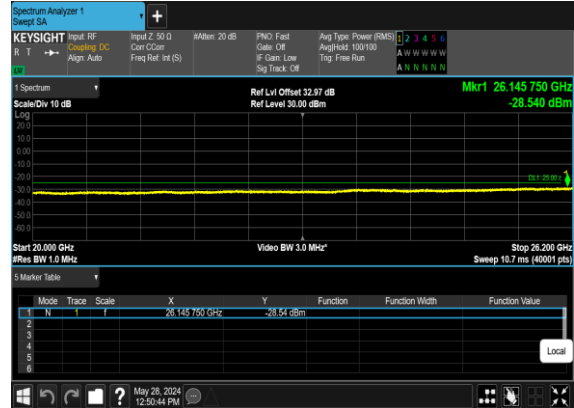 Spectrum Analyzer 1
Swept SA
+
KEYSIGHT
R T
LM
Input: RF
Coupling: DC
Align: Auto
Input Z: 50 Ω
Corr CCorr
Freq Ref: Int (S)
#Atten: 20 dB
PNO: Fast
Gate: Off
IF Gain: Low
Sig Track: Off
Avg Type: Power (RMS)
Avg|Hold: 100/100
Trig: Free Run
1 2 3 4 5 6
A W W W W W
A N N N N N
1 Spectrum
Scale/Div 10 dB
Log
Ref Lvl Offset 32.97 dB
Ref Level 30.00 dBm
Mkr1 26.145 750 GHz
-28.540 dBm
20.0
10.0
0.00
-10.0
-20.0
-30.0
-40.0
-50.0
-60.0
1
Start 20.000 GHz
#Res BW 1.0 MHz
Video BW 3.0 MHz*
Stop 26.200 GHz
Sweep 10.7 ms (40001 pts)
5 Marker Table
Mode Trace Scale X Y Function Function Width Function Value
1 N 1 f 26.145 750 GHz -28.54 dBm
2
3
4
5
6
Local
?
May 28, 2024
12:50:44 PM